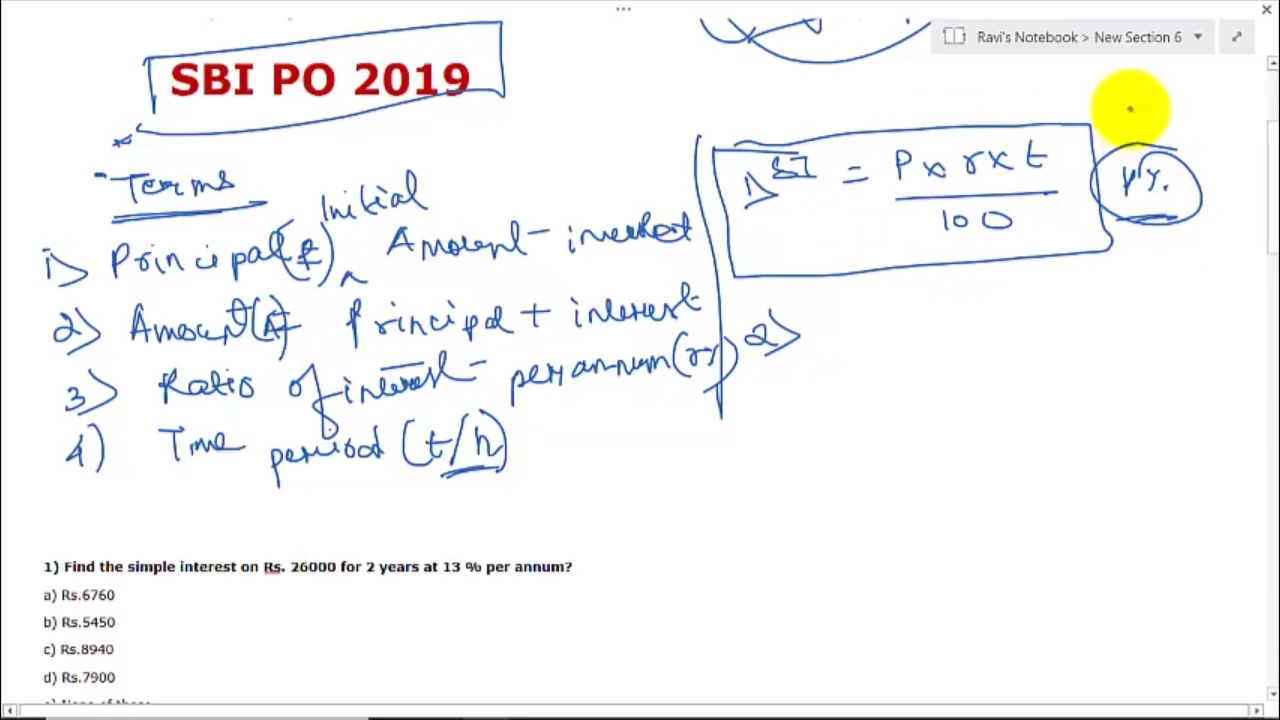 Ravi's Notebook > New Section 6
SBI PO 2019
Terms
1) Principal(P) Initial Amount - invested
2) Amount(A) - Principal + interest
3) Ratio of interest - per annum(r%)
4) Time period (t/n)
1) SI = P x r x t
100
r%.
2)
1) Find the simple interest on Rs. 26000 for 2 years at 13 % per annum?
a) Rs.6760
b) Rs.5450
c) Rs.8940
d) Rs.7900